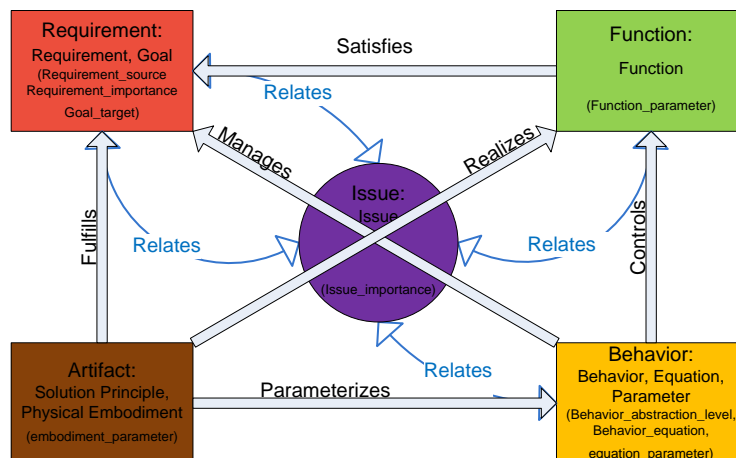 Requirement:
Requirement, Goal
(Requirement_source
Requirement_importance
Goal_target)
Satisfies
Function:
Function
(Function_parameter)
Relates
Manages
Realizes
Issue:
Issue
(Issue_importance)
Relates
Relates
Fulfills
Controls
Artifact:
Solution Principle,
Physical Embodiment
(embodiment_parameter)
Parameterizes
Relates
Behavior:
Behavior, Equation,
Parameter
(Behavior_abstraction_level,
Behavior_equation,
equation_parameter)